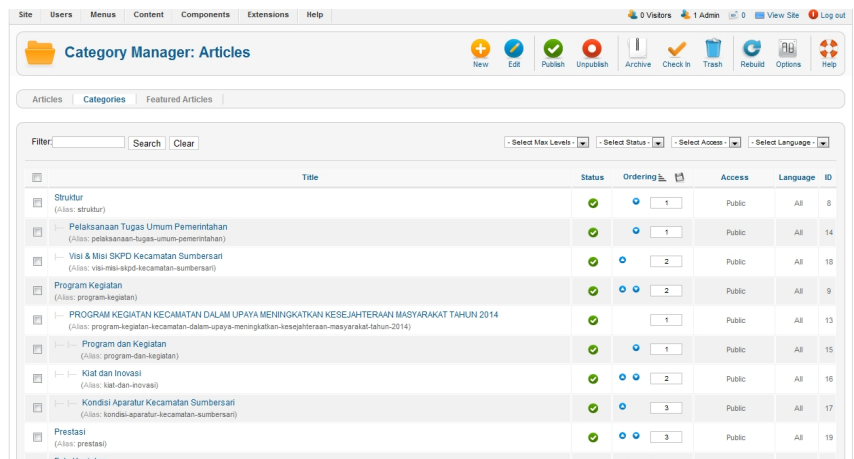 Site Users Menus Content Components Extensions Help 0 Visitors 1 Admin 0 View Site Log out
Category Manager: Articles
New Edit Publish Unpublish Archive Check In Trash Rebuild Options Help
Articles Categories Featured Articles
Filter: Search Clear - Select Max Levels - - Select Status - - Select Access - - Select Language -
Title Status Ordering Access Language ID
Struktur 1 Public All 8
(Alias: struktur)
Pelaksanaan Tugas Umum Pemerintahan 1 Public All 14
(Alias: pelaksanaan-tugas-umum-pemerintahan)
Visi & Misi SKPD Kecamatan Sumbersari 2 Public All 18
(Alias: visi-misi-skpd-kecamatan-sumbersari)
Program Kegiatan 2 Public All 9
(Alias: program-kegiatan)
PROGRAM KEGIATAN KECAMATAN DALAM UPAYA MENINGKATKAN KESEJAHTERAAN MASYARAKAT TAHUN 2014 1 Public All 13
(Alias: program-kegiatan-kecamatan-dalam-upaya-meningkatkan-kesejahteraan-masyarakat-tahun-2014)
Program dan Kegiatan 1 Public All 15
(Alias: program-dan-kegiatan)
Kiat dan Inovasi 2 Public All 16
(Alias: kiat-dan-inovasi)
Kondisi Aparatur Kecamatan Sumbersari 3 Public All 17
(Alias: kondisi-aparatur-kecamatan-sumbersari)
Prestasi 3 Public All 19
(Alias: prestasi)